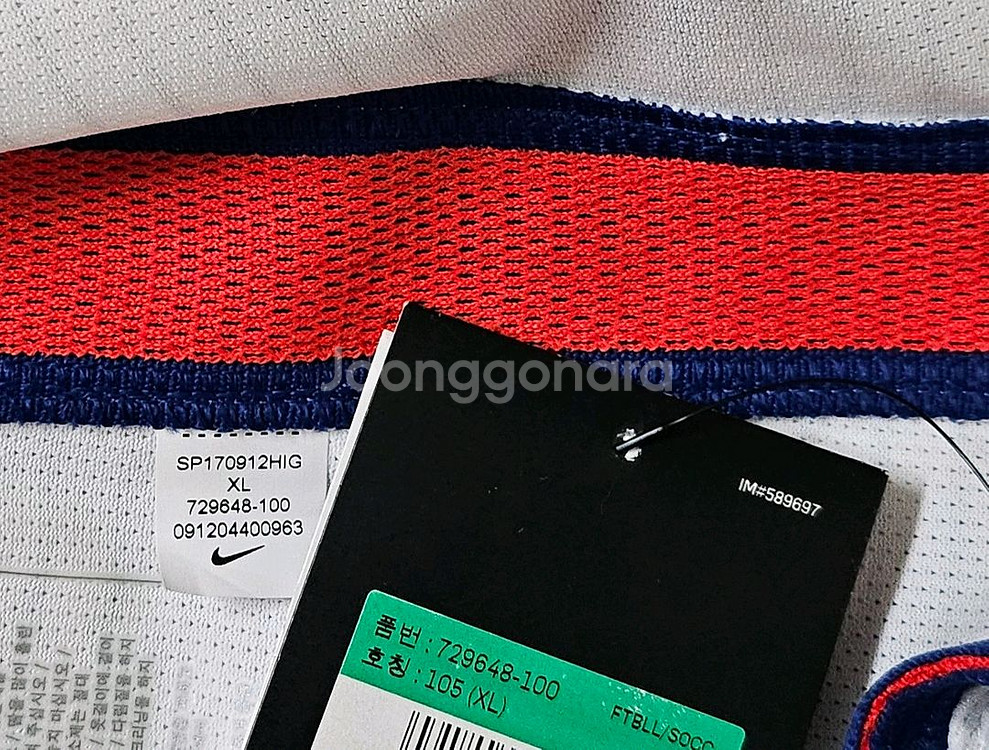 Joonggonara
SP170912HIG
XL
729648-100
091204400963
IM#589697
품번 : 729648-100
호칭 : 105 (XL)
FTBLL/SOCC